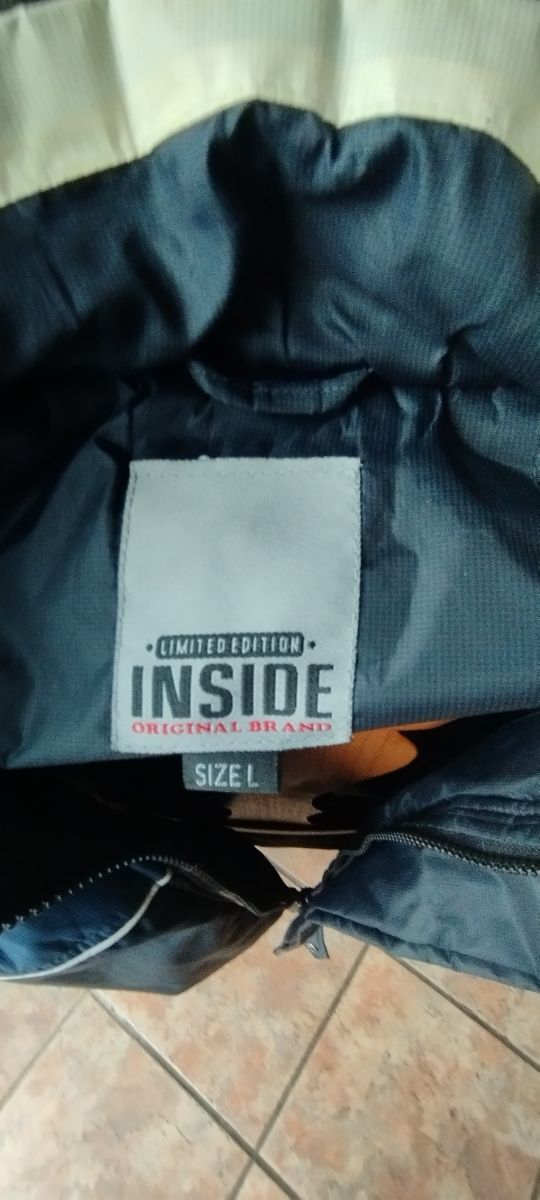 LIMITED EDITION
INSIDE
ORIGINAL BRAND
SIZE L